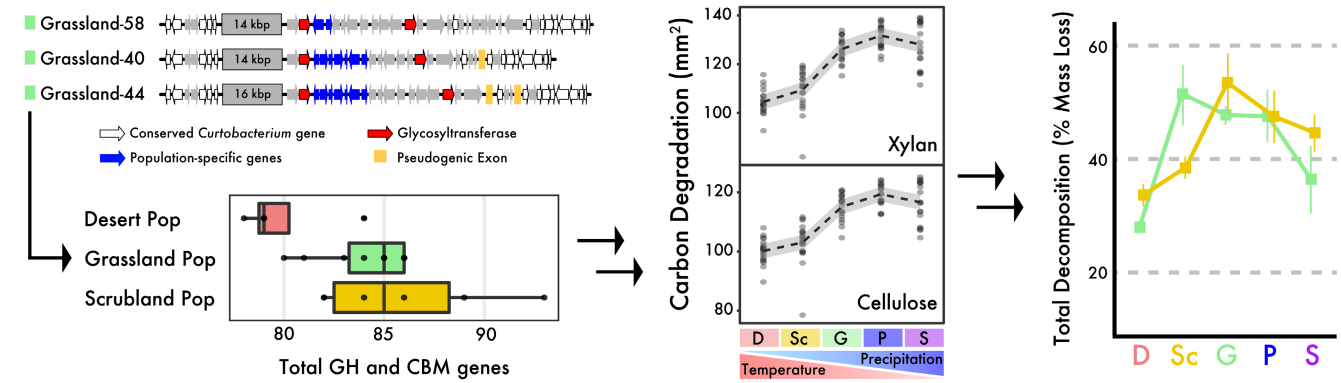 Grassland-58
14 kbp
Grassland-40
14 kbp
Grassland-44
16 kbp
Conserved Curtobacterium gene
Glycosyltransferase
Population-specific genes
Pseudogenic Exon
Desert Pop
Grassland Pop
Scrubland Pop
80 85 90
Total GH and CBM genes
Carbon Degradation (mm²)
140
120
100
Xylan
120
100
80
Cellulose
D Sc G P S
Precipitation
Temperature
Total Decomposition (% Mass Loss)
60
40
20
D Sc G P S